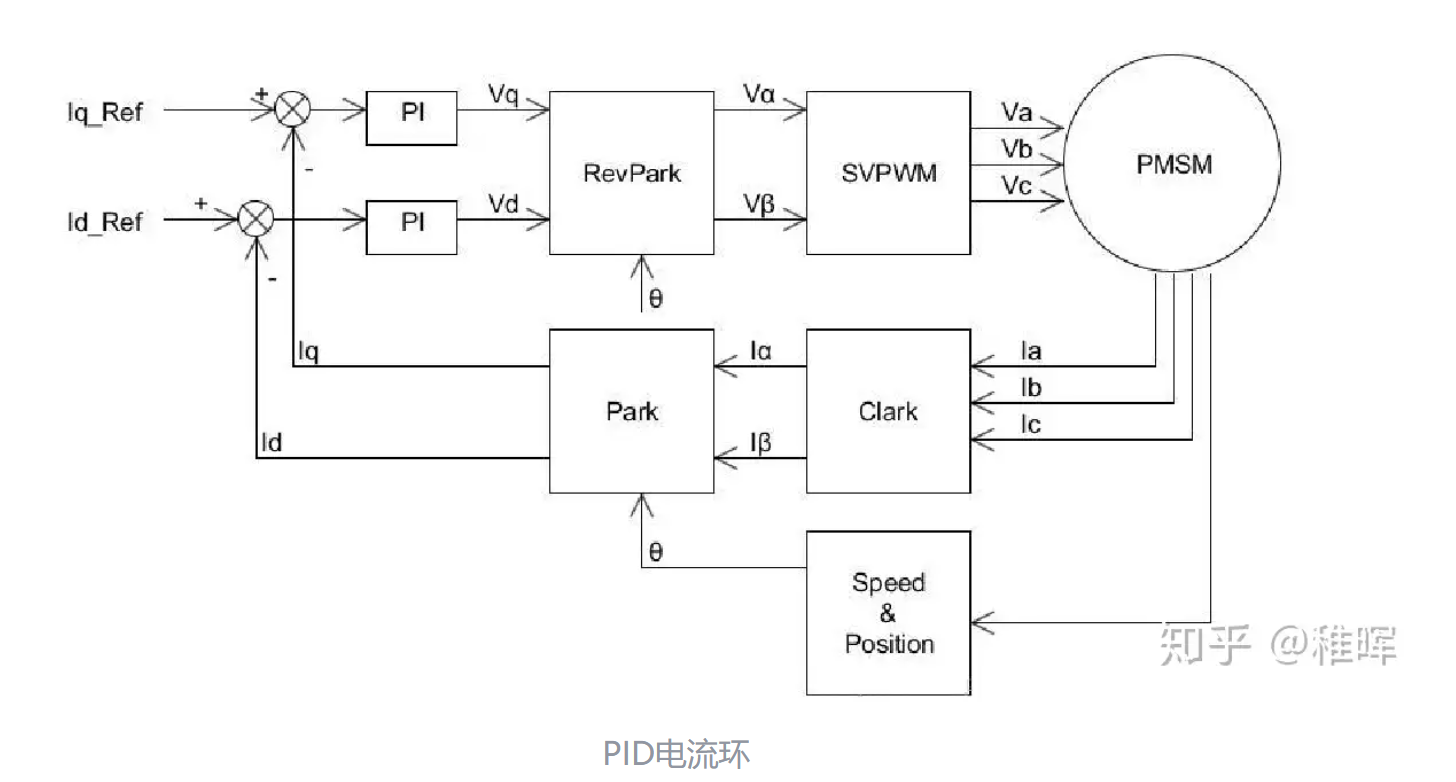 Iq_Ref
+
-
PI
Vq
Id_Ref
+
-
PI
Vd
RevPark
θ
Vα
Vβ
SVPWM
Va
Vb
Vc
PMSM
Iq
Id
Park
θ
Iα
Iβ
Clark
Ia
Ib
Ic
Speed
&
Position
知乎 @稚晖
PID电流环